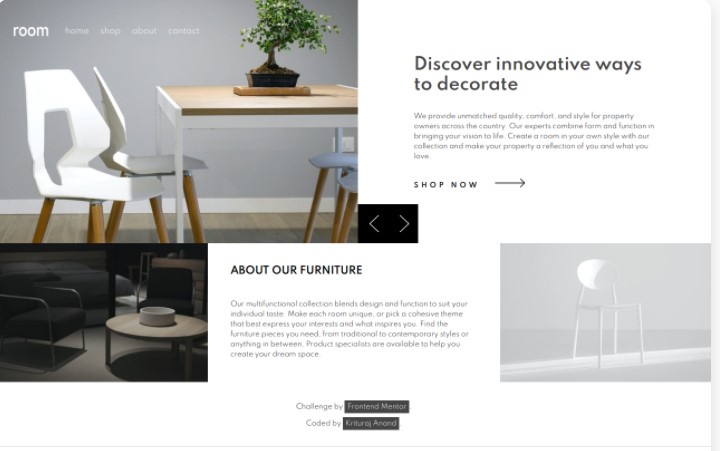 room home shop about contact
Discover innovative ways
to decorate
We provide unmatched quality, comfort, and style for property
owners across the country. Our experts combine form and function in
bringing your vision to life. Create a room in your own style with our
collection and make your property a reflection of you and what you
love.
SHOP NOW
ABOUT OUR FURNITURE
Our multifunctional collection blends design and function to suit your
individual taste. Make each room unique, or pick a cohesive theme
that best express your interests and what inspires you. Find the
furniture pieces you need, from traditional to contemporary styles or
anything in between. Product specialists are available to help you
create your dream space.
Challenge by Frontend Mentor.
Coded by Krituraj Anand.